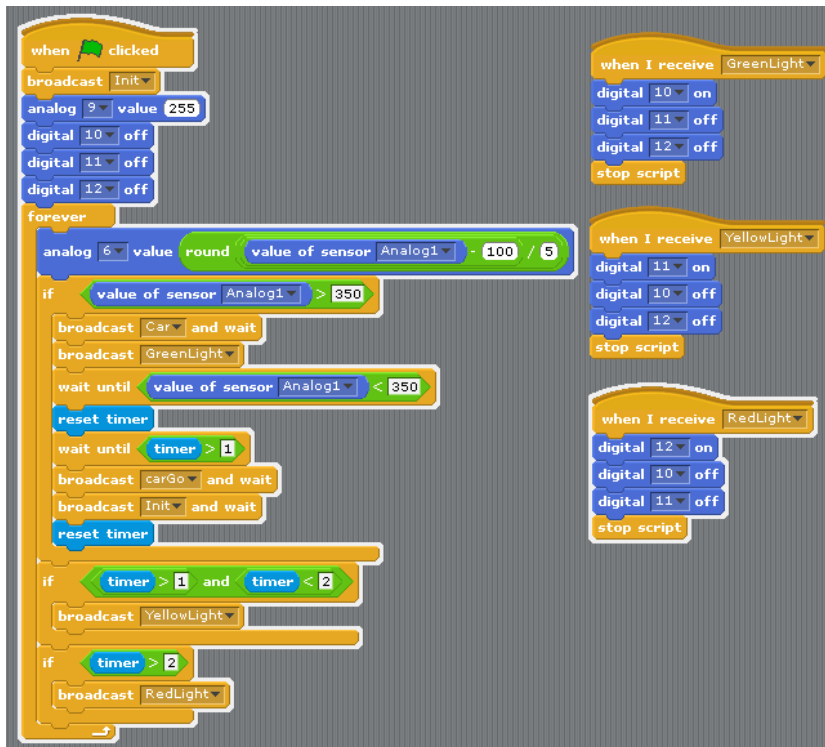 when clicked
broadcast Init
analog 9 value 255
digital 10 off
digital 11 off
digital 12 off
forever
analog 6 value round value of sensor Analog1 - 100 / 5
if value of sensor Analog1 > 350
broadcast Car and wait
broadcast GreenLight
wait until value of sensor Analog1 < 350
reset timer
wait until timer > 1
broadcast carGo and wait
broadcast Init and wait
reset timer
if timer > 1 and timer < 2
broadcast YellowLight
if timer > 2
broadcast RedLight
when I receive GreenLight
digital 10 on
digital 11 off
digital 12 off
stop script
when I receive YellowLight
digital 11 on
digital 10 off
digital 12 off
stop script
when I receive RedLight
digital 12 on
digital 10 off
digital 11 off
stop script